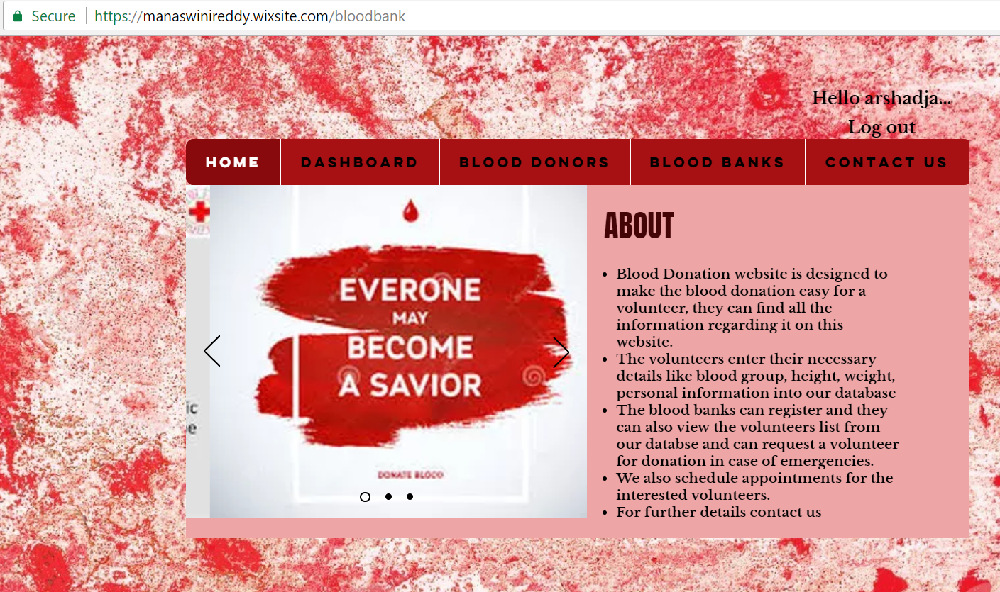 Secure https://manaswinireddy.wixsite.com/bloodbank
Hello arshadja...
Log out
HOME DASHBOARD BLOOD DONORS BLOOD BANKS CONTACT US
EVERONE
MAY
BECOME
A SAVIOR
DONATE BLOOD
ic
e
ABOUT
• Blood Donation website is designed to
make the blood donation easy for a
volunteer, they can find all the
information regarding it on this
website.
• The volunteers enter their necessary
details like blood group, height, weight,
personal information into our database
• The blood banks can register and they
can also view the volunteers list from
our databse and can request a volunteer
for donation in case of emergencies.
• We also schedule appointments for the
interested volunteers.
• For further details contact us